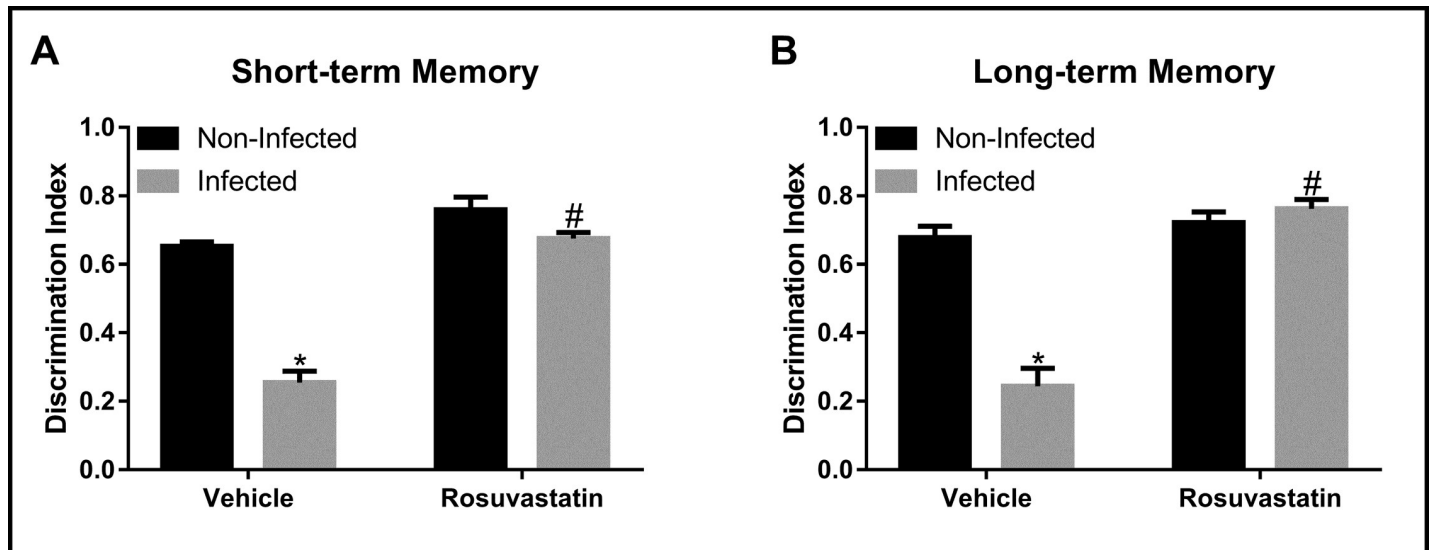 A
Short-term Memory
Discrimination Index
1.0
0.8
0.6
0.4
0.2
0.0
Non-Infected
Infected
*
#
Vehicle
Rosuvastatin
B
Long-term Memory
Discrimination Index
1.0
0.8
0.6
0.4
0.2
0.0
Non-Infected
Infected
*
#
Vehicle
Rosuvastatin